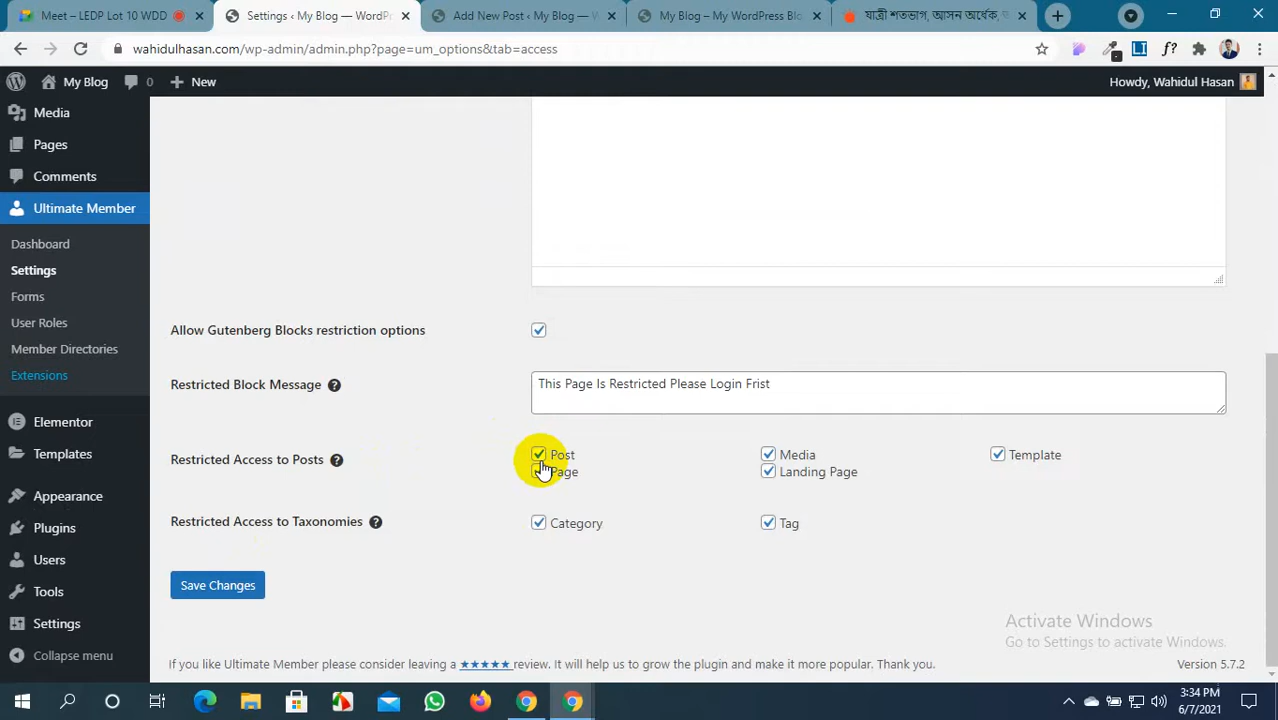 Meet – LEDP Lot 10 WDD
Settings ‹ My Blog — WordPr
Add New Post ‹ My Blog — W
My Blog – My WordPress Blo
যাত্রী শতভাগ, আসন অর্ধেক,
wahidulhasan.com/wp-admin/admin.php?page=um_options&tab=access
My Blog
0
New
Howdy, Wahidul Hasan
Media
Pages
Comments
Ultimate Member
Dashboard
Settings
Forms
User Roles
Member Directories
Extensions
Elementor
Templates
Appearance
Plugins
Users
Tools
Settings
Collapse menu
Allow Gutenberg Blocks restriction options
Restricted Block Message
This Page Is Restricted Please Login Frist
Restricted Access to Posts
Post
Media
Template
Page
Landing Page
Restricted Access to Taxonomies
Category
Tag
Save Changes
Activate Windows
Go to Settings to activate Windows.
If you like Ultimate Member please consider leaving a ★★★★★ review. It will help us to grow the plugin and make it more popular. Thank you.
Version 5.7.2
3:34 PM
6/7/2021